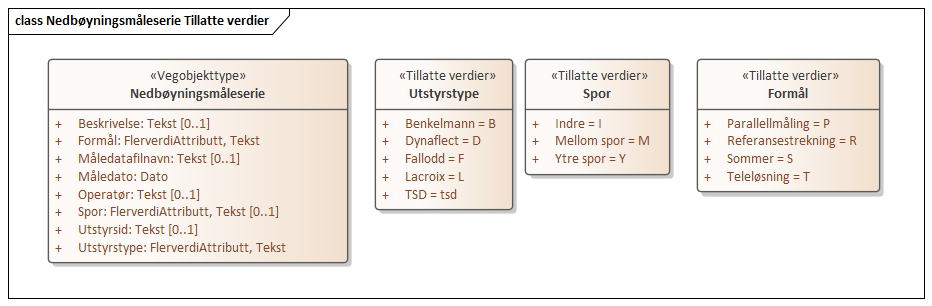 class Nedbøyningsmåleserie Tillatte verdier
«Vegobjekttype»
Nedbøyningsmåleserie
+ Beskrivelse: Tekst [0..1]
+ Formål: FlerverdiAttributt, Tekst
+ Måledatafilnavn: Tekst [0..1]
+ Måledato: Dato
+ Operatør: Tekst [0..1]
+ Spor: FlerverdiAttributt, Tekst [0..1]
+ Utstyrsid: Tekst [0..1]
+ Utstyrstype: FlerverdiAttributt, Tekst
«Tillatte verdier»
Utstyrstype
+ Benkelmann = B
+ Dynaflect = D
+ Fallodd = F
+ Lacroix = L
+ TSD = tsd
«Tillatte verdier»
Spor
+ Indre = I
+ Mellom spor = M
+ Ytre spor = Y
«Tillatte verdier»
Formål
+ Parallellmåling = P
+ Referansestrekning = R
+ Sommer = S
+ Teleløsning = T